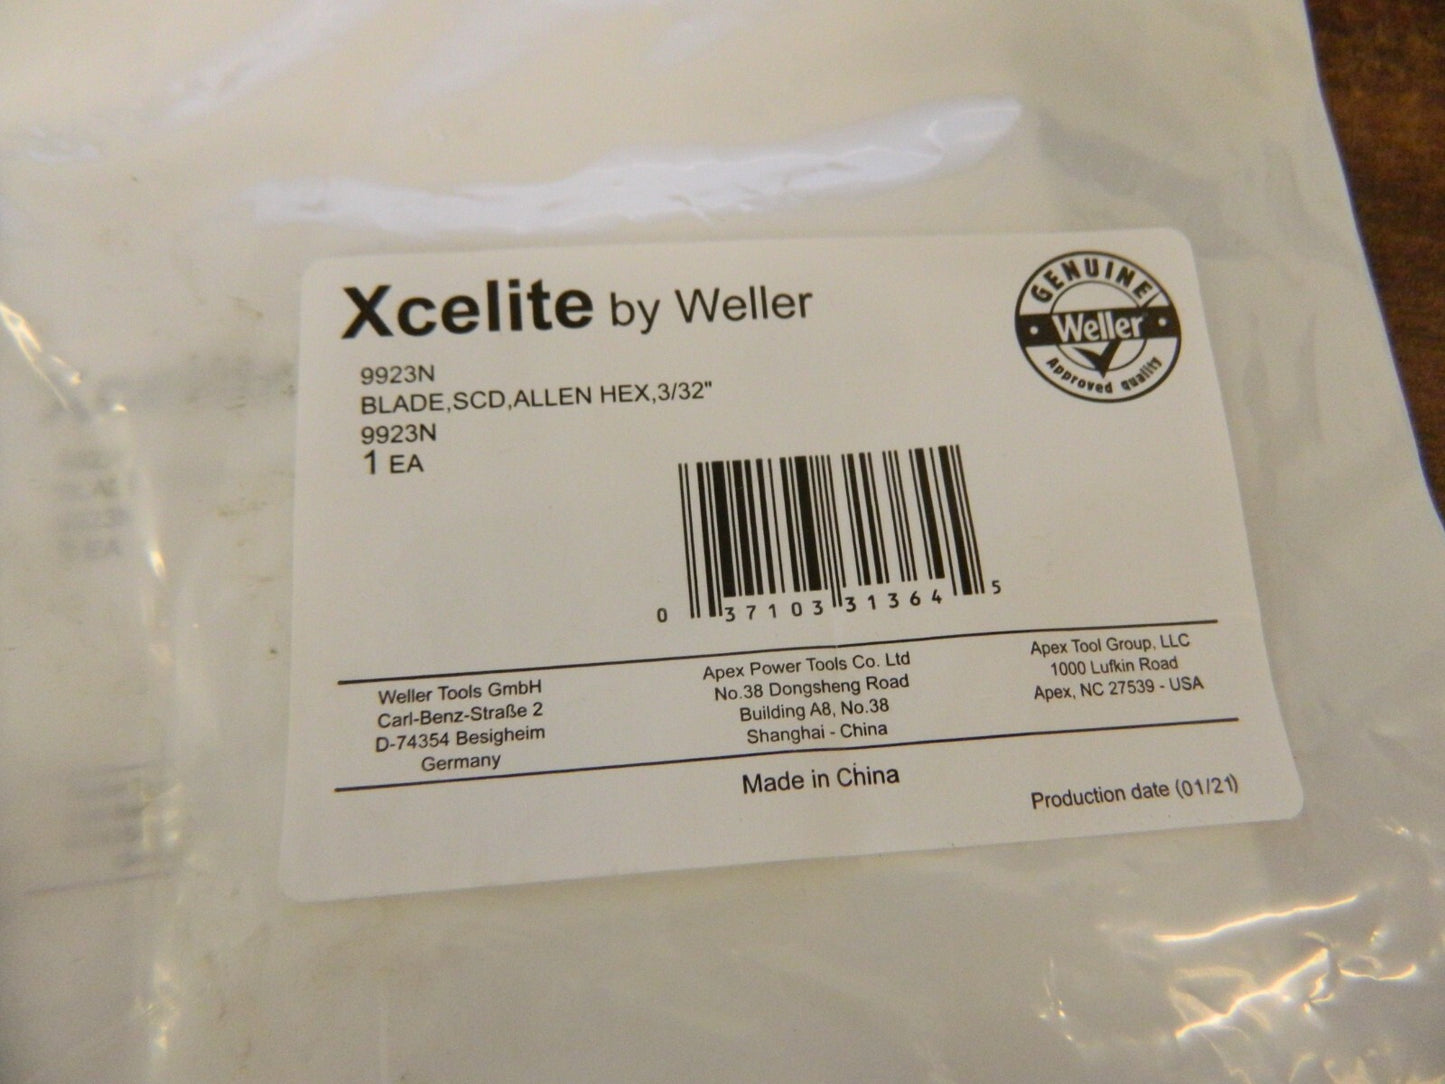 Xcelite by Weller
GENUINE
Weller
Approved quality
9923N
BLADE,SCD,ALLEN HEX,3/32"
9923N
1 EA
0 37103 31364 5
Weller Tools GmbH
Carl-Benz-Straße 2
D-74354 Besigheim
Germany
Apex Power Tools Co. Ltd
No.38 Dongsheng Road
Building A8, No.38
Shanghai - China
Apex Tool Group, LLC
1000 Lufkin Road
Apex, NC 27539 - USA
Made in China
Production date (01/21)